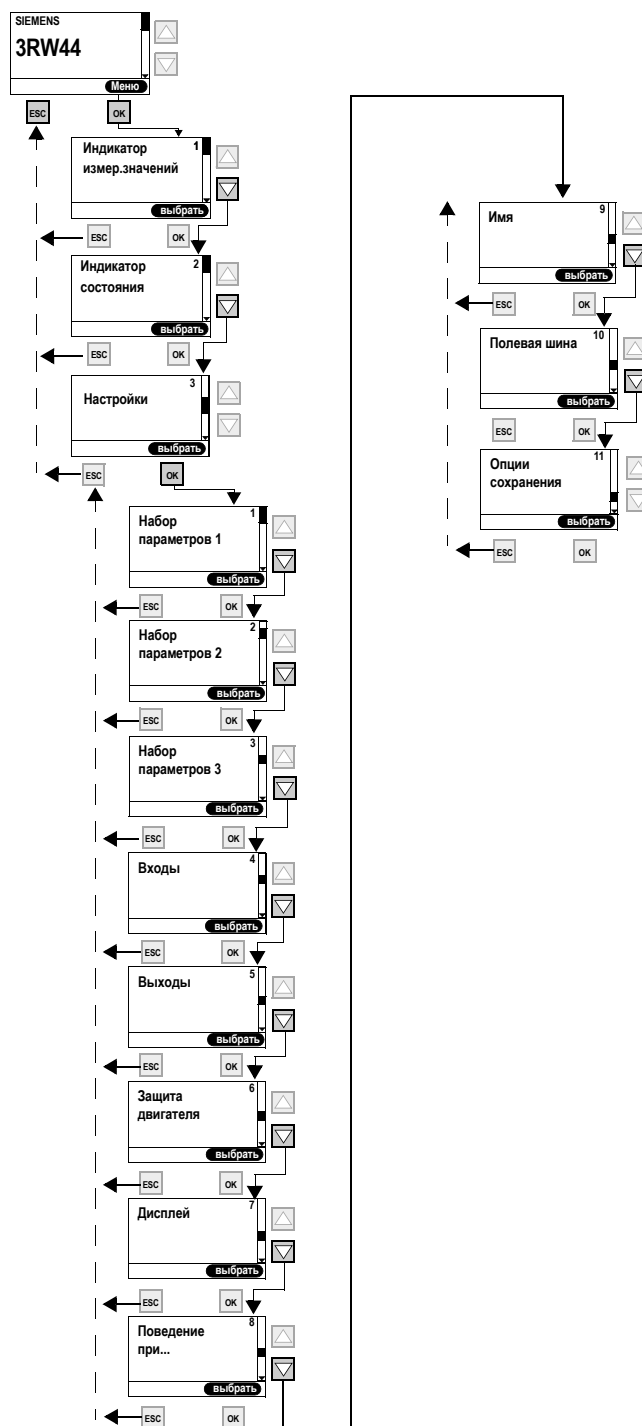 SIEMENS
3RW44
Меню
ESC
OK
Индикатор
измер.значений
1
выбрать
ESC
OK
Индикатор
состояния
2
выбрать
ESC
OK
Настройки
3
выбрать
ESC
OK
Набор
параметров 1
1
выбрать
ESC
OK
Набор
параметров 2
2
выбрать
ESC
OK
Набор
параметров 3
3
выбрать
ESC
OK
Входы
4
выбрать
ESC
OK
Выходы
5
выбрать
ESC
OK
Защита
двигателя
6
выбрать
ESC
OK
Дисплей
7
выбрать
ESC
OK
Поведение
при...
8
выбрать
ESC
OK
Имя
9
выбрать
ESC
OK
Полевая шина
10
выбрать
ESC
OK
Опции
сохранения
11
выбрать
ESC
OK